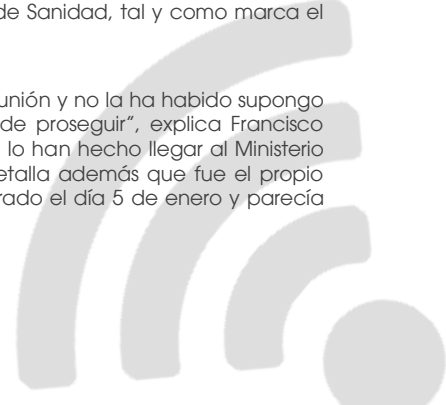 de Sanidad, tal y como marca el
unión y no la ha habido supongo
de proseguir”, explica Francisco
lo han hecho llegar al Ministerio
etalla además que fue el propio
rado el día 5 de enero y parecía